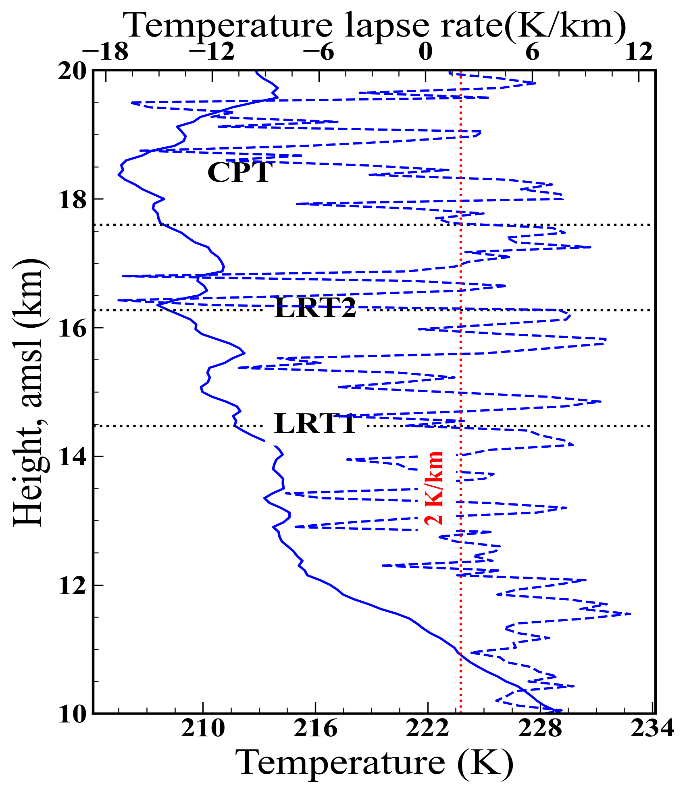 Temperature lapse rate(K/km)
−18 −12 −6 0 6 12
20
CPT
18
LRT2
16
LRT1
14
2 K/km
12
10
210 216 222 228 234
Temperature (K)
Height, amsl (km)